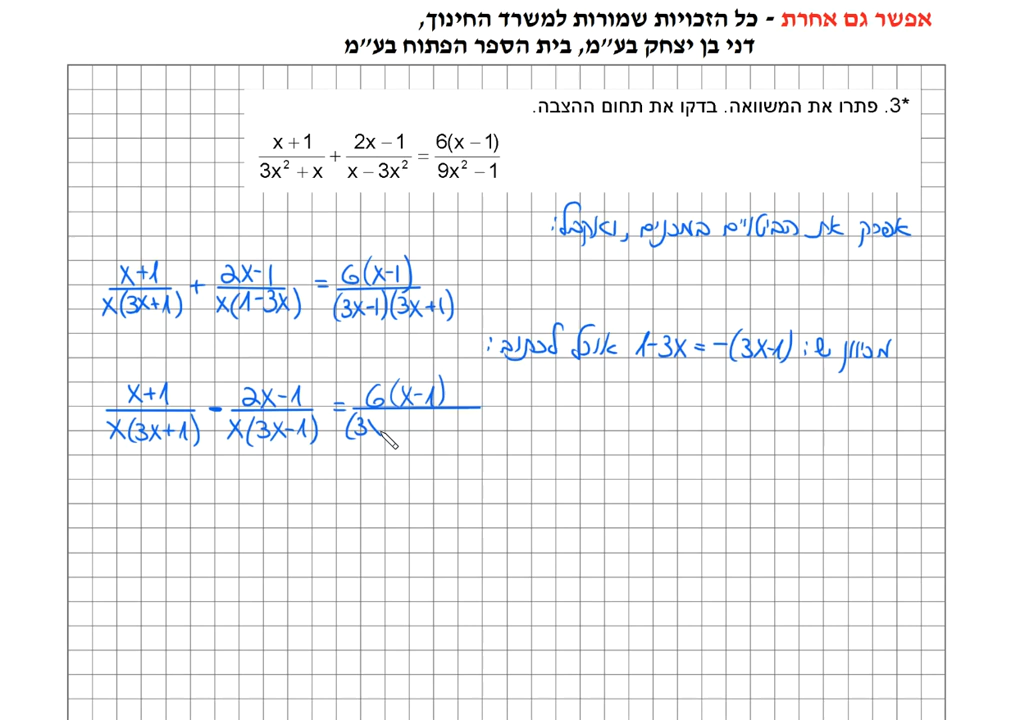 אפשר גם אחרת - כל הזכויות שמורות למשרד החינוך,
דני בן יצחק בע"מ, בית הספר הפתוח בע"מ
*3. פתרו את המשוואה. בדקו את תחום ההצבה.
(x + 1)/(3x² + x) + (2x − 1)/(x − 3x²) = 6(x − 1)/(9x² − 1)
אפרק את הביטויים במכנים, ואקבל:
(x+1)/(x(3x+1)) + (2x-1)/(x(1-3x)) = 6(x-1)/((3x-1)(3x+1))
מכיוון ש: 1-3x = -(3x-1) אוכל לכתוב:
(x+1)/(x(3x+1)) - (2x-1)/(x(3x-1)) = 6(x-1)/(3